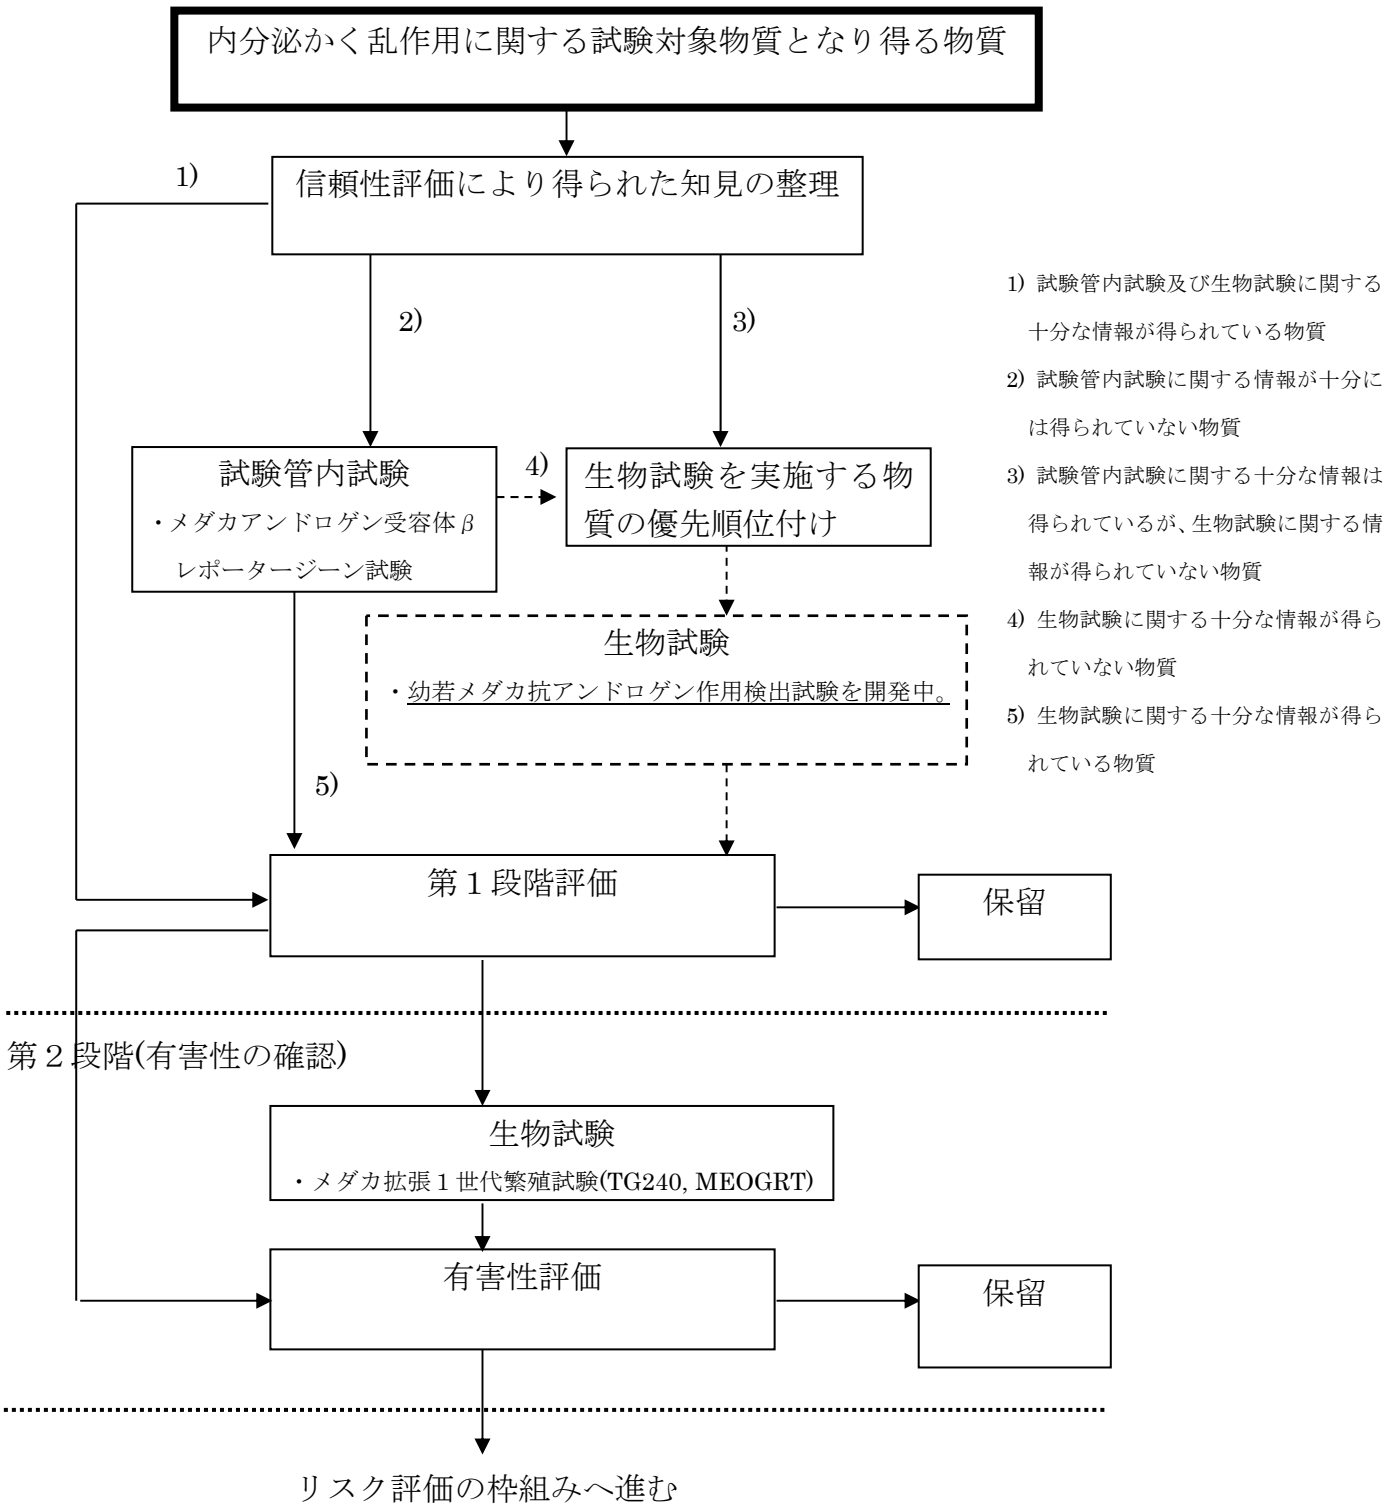 内分泌かく乱作用に関する試験対象物質となり得る物質
1)
信頼性評価により得られた知見の整理
2)
3)
1) 試験管内試験及び生物試験に関する
十分な情報が得られている物質
2) 試験管内試験に関する情報が十分に
は得られていない物質
3) 試験管内試験に関する十分な情報は
得られているが、生物試験に関する情
報が得られていない物質
4) 生物試験に関する十分な情報が得ら
れていない物質
5) 生物試験に関する十分な情報が得ら
れている物質
試験管内試験
・メダカアンドロゲン受容体β
レポータージーン試験
4)
生物試験を実施する物
質の優先順位付け
生物試験
・幼若メダカ抗アンドロゲン作用検出試験を開発中。
5)
第１段階評価
保留
第２段階(有害性の確認)
生物試験
・メダカ拡張１世代繁殖試験(TG240, MEOGRT)
有害性評価
保留
リスク評価の枠組みへ進む